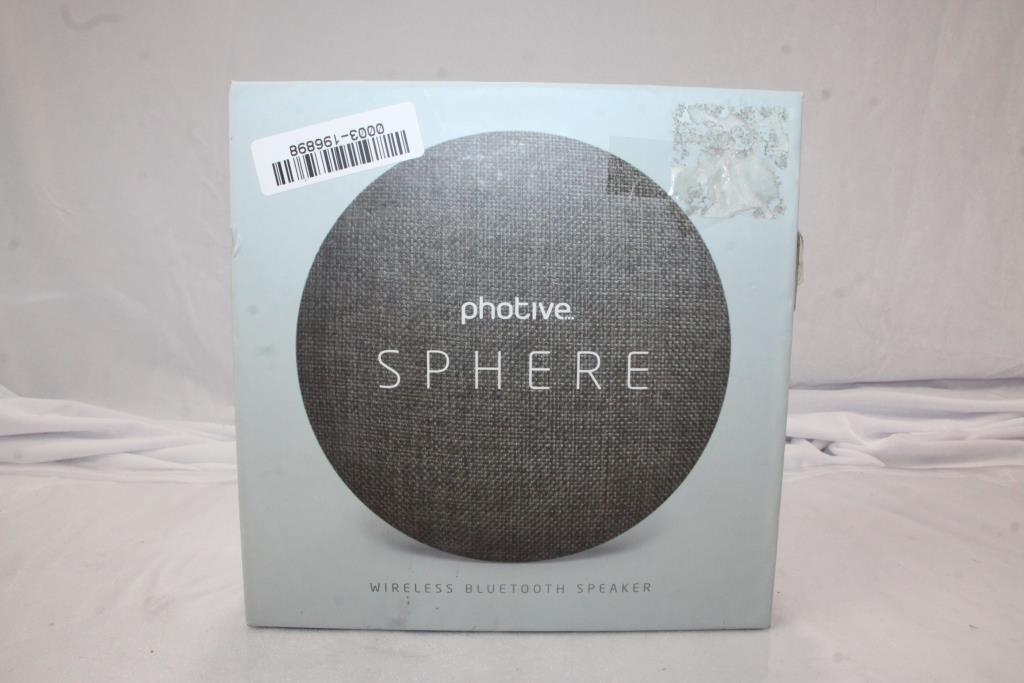 0003-196898
photive...
SPHERE
WIRELESS BLUETOOTH SPEAKER